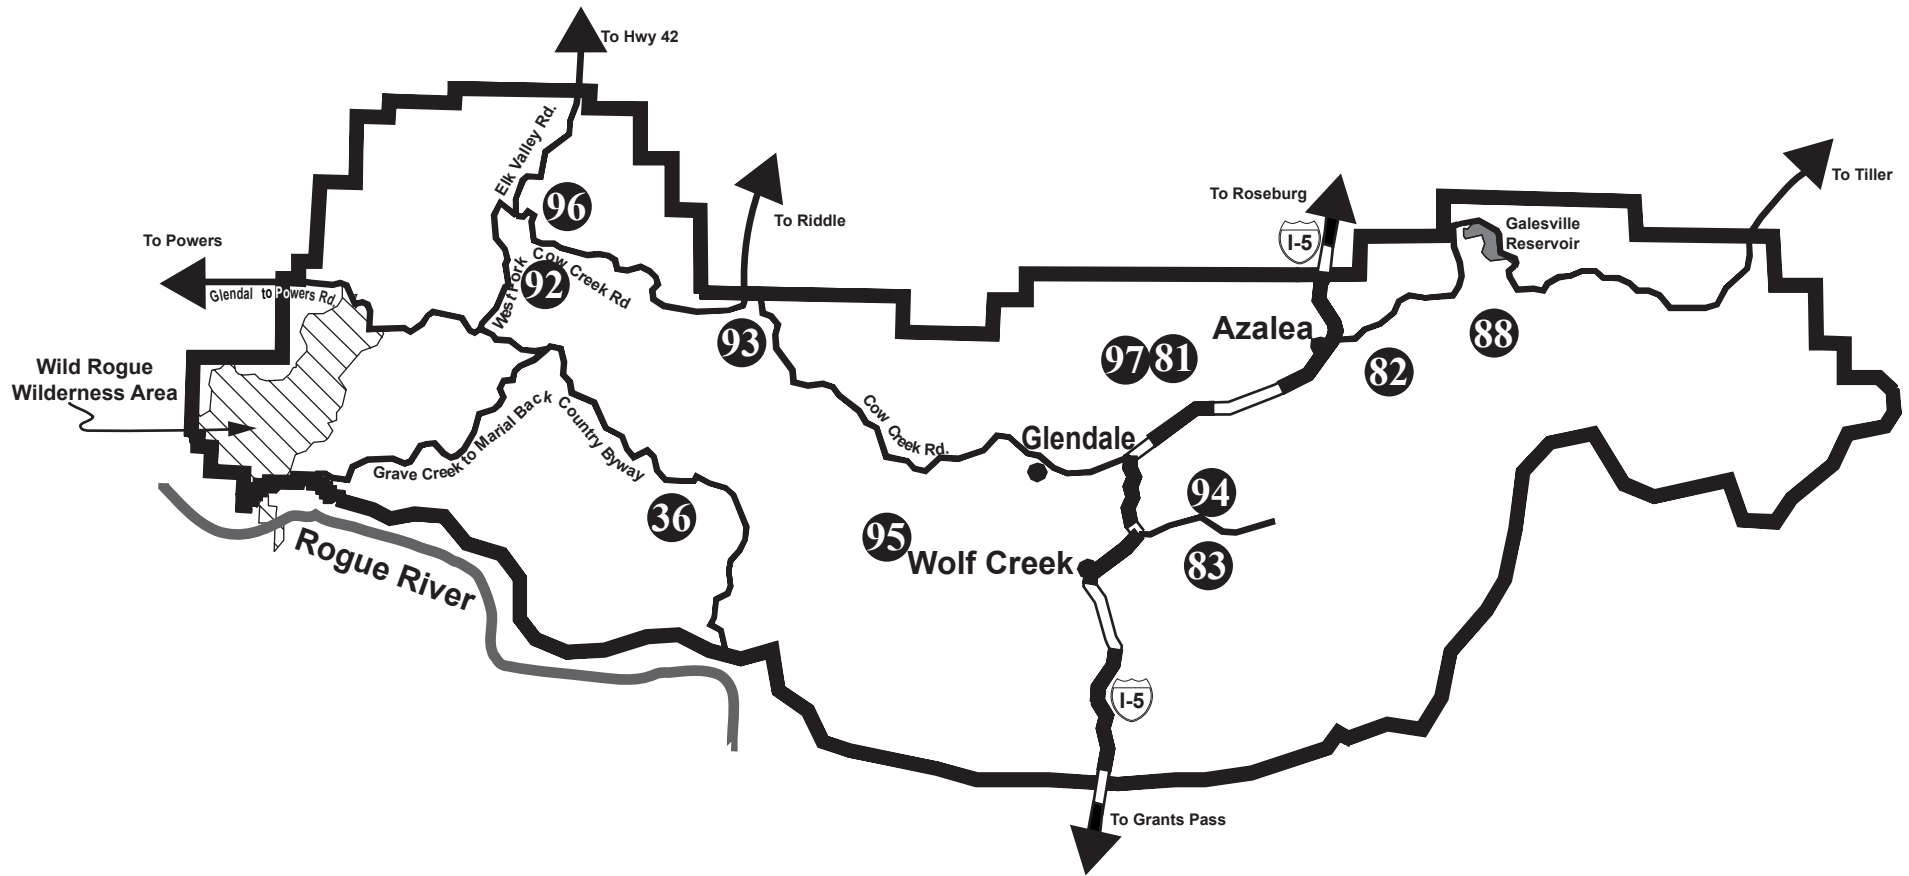 To Hwy 42
Elk Valley Rd.
96
To Riddle
To Powers
Glendal to Powers Rd.
West Fork
92
Cow Creek Rd
93
Wild Rogue
Wilderness Area
Grave Creek to Marial Back Country Byway
36
Rogue River
Cow Creek Rd.
Glendale
95
Wolf Creek
94
83
97
81
Azalea
82
88
To Roseburg
I-5
Galesville
Reservoir
To Tiller
I-5
To Grants Pass